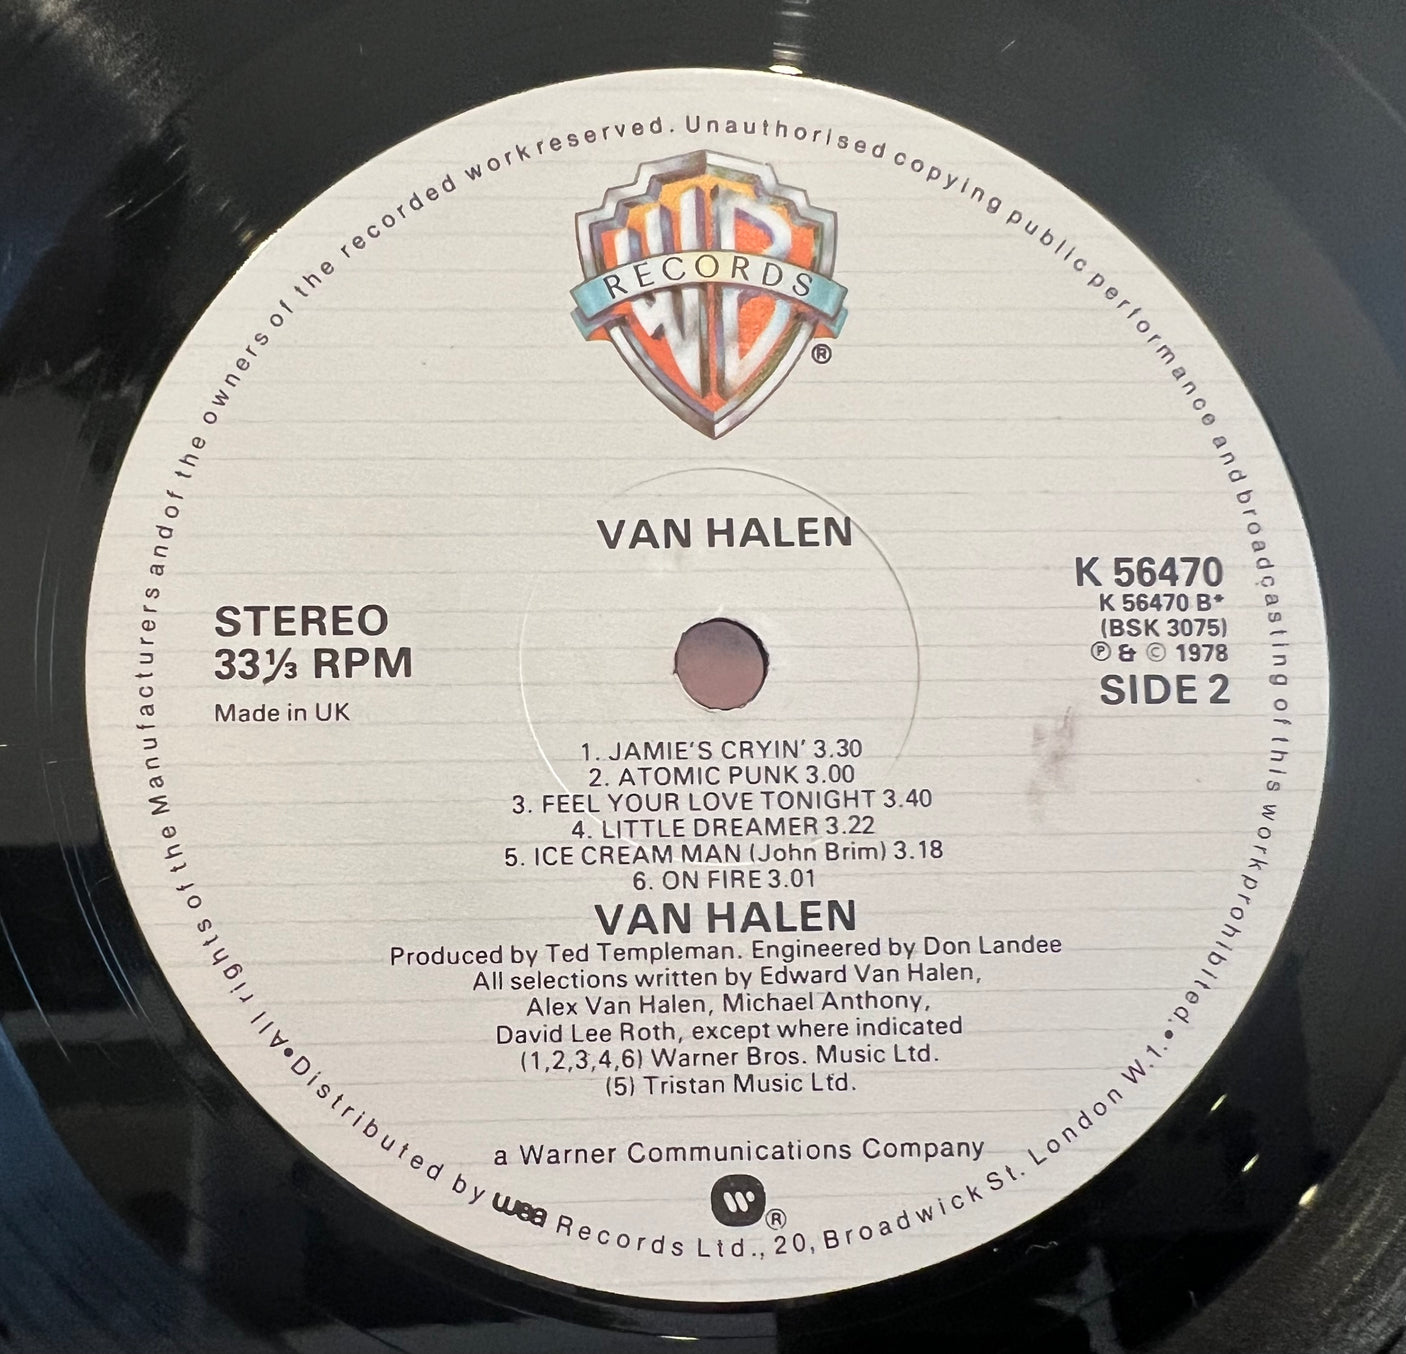 All rights of the Manufacturers and of the owners of the recorded work reserved. Unauthorised copying public performance and broadcasting of this work prohibited.
WB
RECORDS
®
VAN HALEN
STEREO
33⅓ RPM
Made in UK
K 56470
K 56470 B*
(BSK 3075)
℗ & © 1978
SIDE 2
1. JAMIE'S CRYIN' 3.30
2. ATOMIC PUNK 3.00
3. FEEL YOUR LOVE TONIGHT 3.40
4. LITTLE DREAMER 3.22
5. ICE CREAM MAN (John Brim) 3.18
6. ON FIRE 3.01
VAN HALEN
Produced by Ted Templeman. Engineered by Don Landee
All selections written by Edward Van Halen,
Alex Van Halen, Michael Anthony,
David Lee Roth, except where indicated
(1,2,3,4,6) Warner Bros. Music Ltd.
(5) Tristan Music Ltd.
a Warner Communications Company
W ®
•Distributed by wea Records Ltd., 20, Broadwick St. London W.1.•